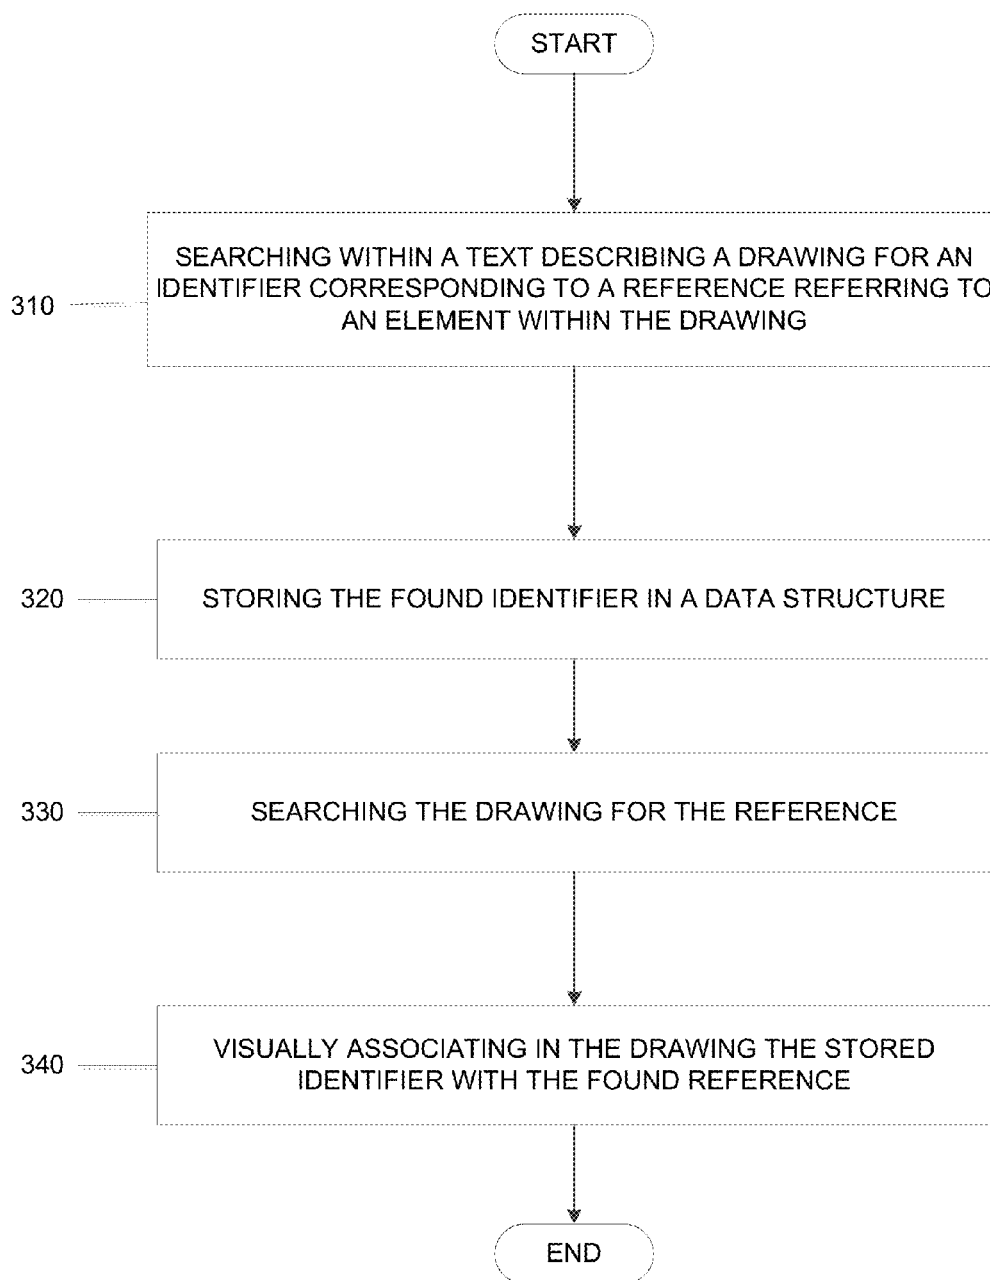 START
SEARCHING WITHIN A TEXT DESCRIBING A DRAWING FOR AN
IDENTIFIER CORRESPONDING TO A REFERENCE REFERRING TO
AN ELEMENT WITHIN THE DRAWING
310
320
STORING THE FOUND IDENTIFIER IN A DATA STRUCTURE
330
SEARCHING THE DRAWING FOR THE REFERENCE
340
VISUALLY ASSOCIATING IN THE DRAWING THE STORED
IDENTIFIER WITH THE FOUND REFERENCE
END